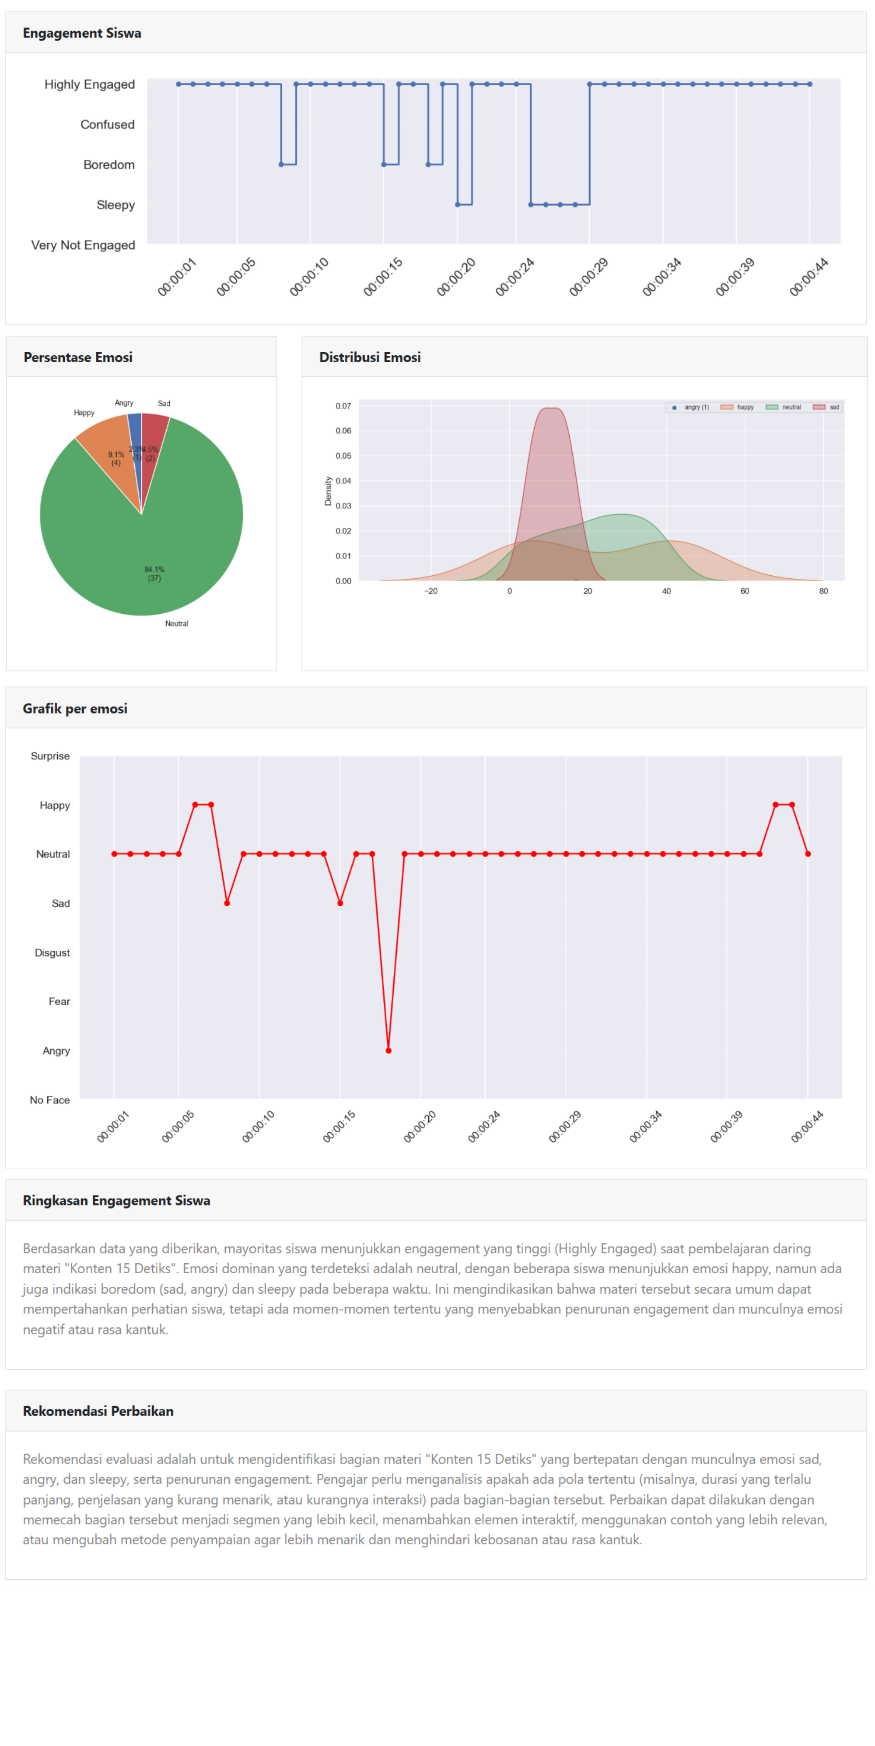 Engagement Siswa
Highly Engaged
Confused
Boredom
Sleepy
Very Not Engaged
00:00:01 00:00:05 00:00:10 00:00:15 00:00:20 00:00:24 00:00:29 00:00:34 00:00:39 00:00:44
Persentase Emosi
Angry
Sad
Happy
9.1%
(4)
(1)
(2)
84.1%
(37)
Neutral
Distribusi Emosi
angry (1) happy neutral sad
Density
0.07
0.06
0.05
0.04
0.03
0.02
0.01
0.00
−20 0 20 40 60 80
Grafik per emosi
Surprise
Happy
Neutral
Sad
Disgust
Fear
Angry
No Face
00:00:01 00:00:05 00:00:10 00:00:15 00:00:20 00:00:24 00:00:29 00:00:34 00:00:39 00:00:44
Ringkasan Engagement Siswa
Berdasarkan data yang diberikan, mayoritas siswa menunjukkan engagement yang tinggi (Highly Engaged) saat pembelajaran daring
materi "Konten 15 Detiks". Emosi dominan yang terdeteksi adalah neutral, dengan beberapa siswa menunjukkan emosi happy, namun ada
juga indikasi boredom (sad, angry) dan sleepy pada beberapa waktu. Ini mengindikasikan bahwa materi tersebut secara umum dapat
mempertahankan perhatian siswa, tetapi ada momen-momen tertentu yang menyebabkan penurunan engagement dan munculnya emosi
negatif atau rasa kantuk.
Rekomendasi Perbaikan
Rekomendasi evaluasi adalah untuk mengidentifikasi bagian materi "Konten 15 Detiks" yang bertepatan dengan munculnya emosi sad,
angry, dan sleepy, serta penurunan engagement. Pengajar perlu menganalisis apakah ada pola tertentu (misalnya, durasi yang terlalu
panjang, penjelasan yang kurang menarik, atau kurangnya interaksi) pada bagian-bagian tersebut. Perbaikan dapat dilakukan dengan
memecah bagian tersebut menjadi segmen yang lebih kecil, menambahkan elemen interaktif, menggunakan contoh yang lebih relevan,
atau mengubah metode penyampaian agar lebih menarik dan menghindari kebosanan atau rasa kantuk.